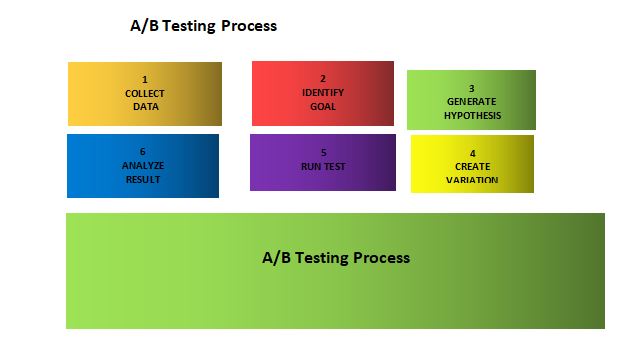 A/B Testing Process
1
COLLECT
DATA
2
IDENTIFY
GOAL
3
GENERATE
HYPOTHESIS
6
ANALYZE
RESULT
5
RUN TEST
4
CREATE
VARIATION
A/B Testing Process